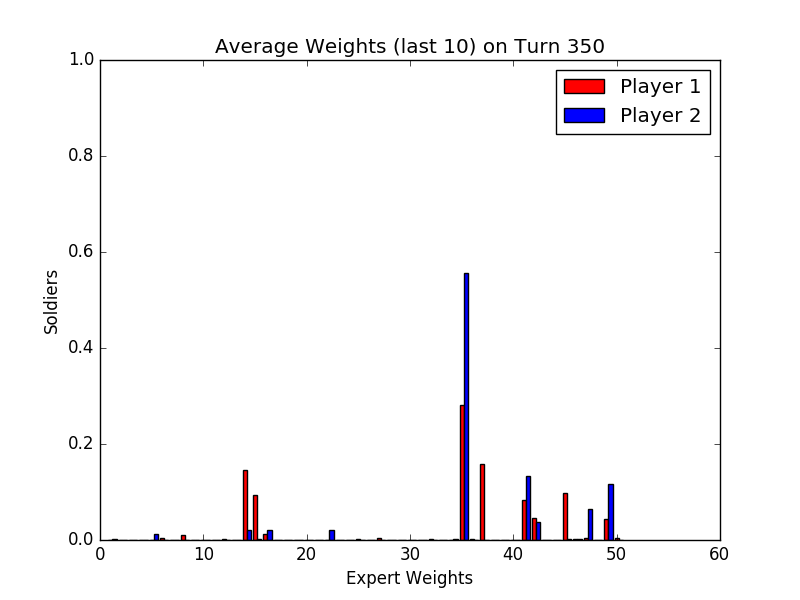 Average Weights (last 10) on Turn 350
1.0
0.8
0.6
0.4
0.2
0.0
Soldiers
Player 1
Player 2
0 10 20 30 40 50 60
Expert Weights